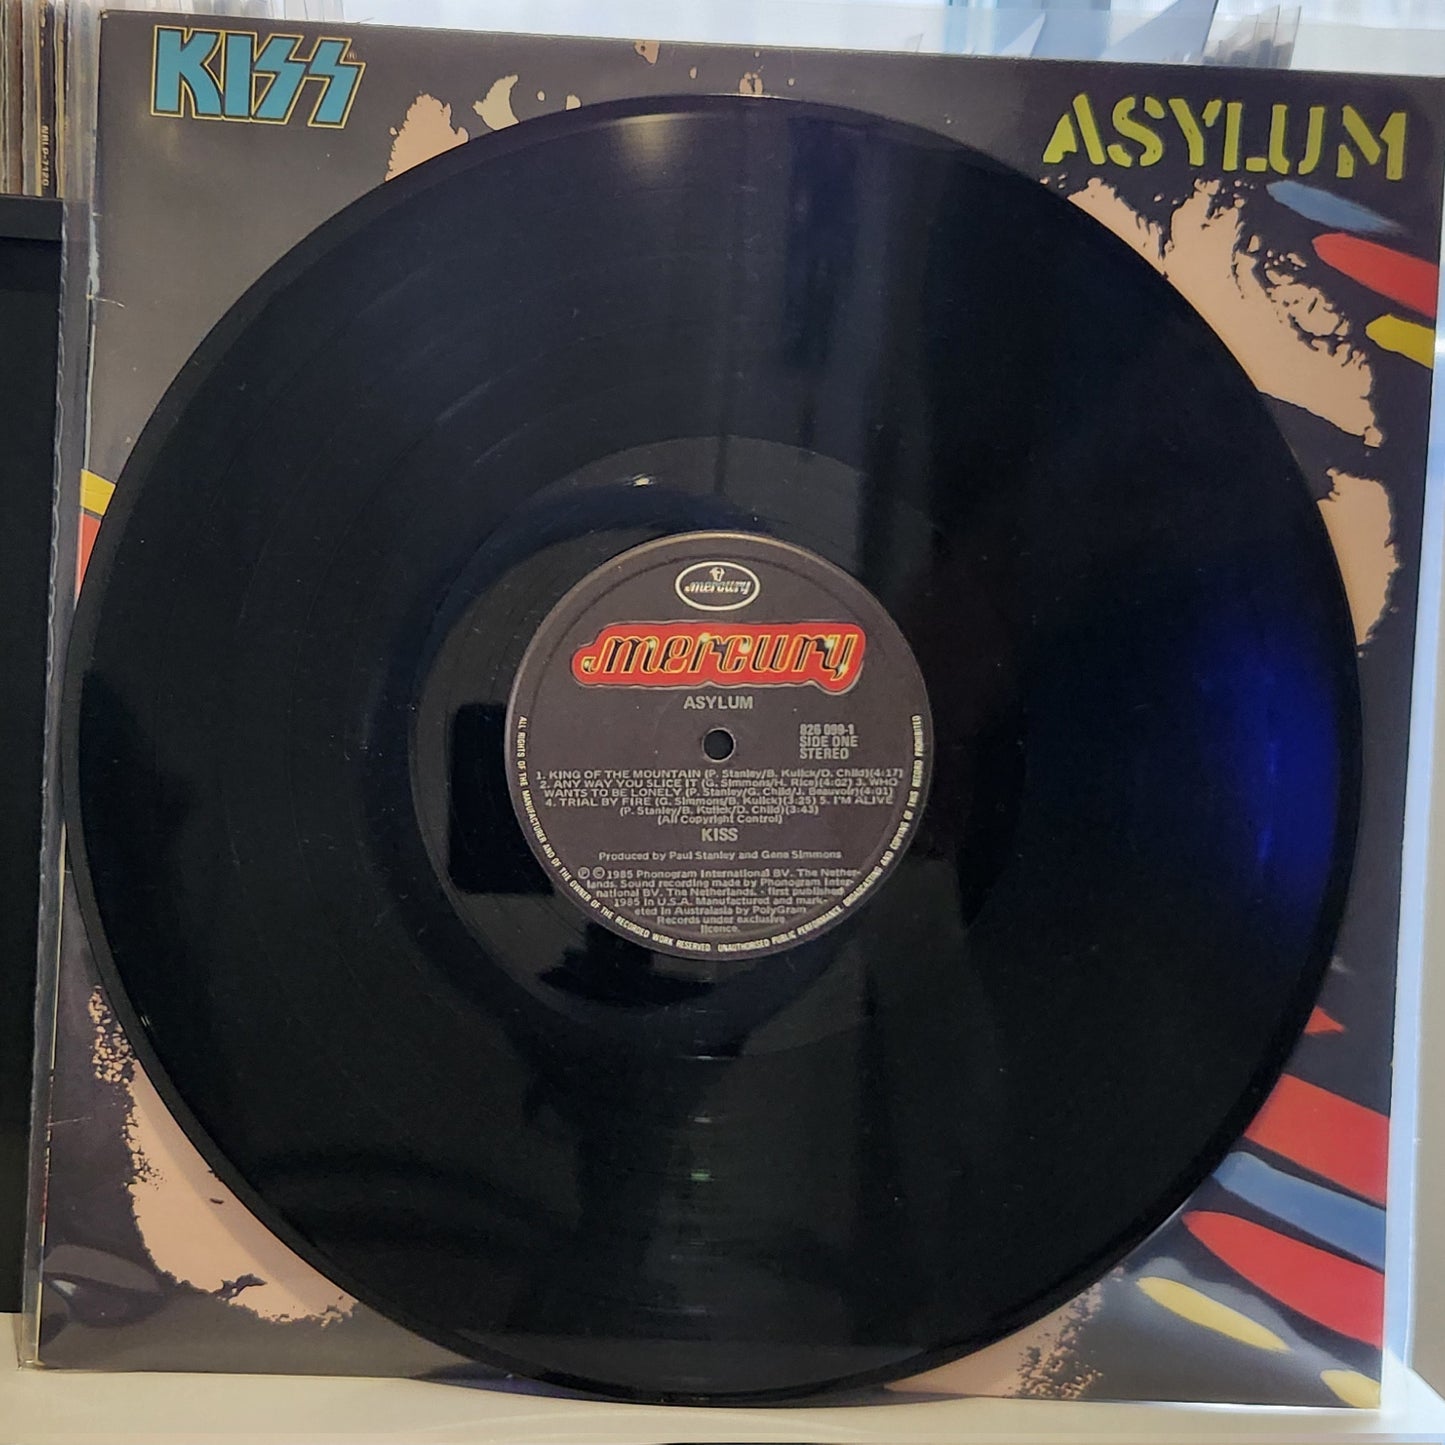 KISS
ASYLUM
NBLP-7120
mercury
mercury
ASYLUM
826 099-1
SIDE ONE
STEREO
1. KING OF THE MOUNTAIN (P. Stanley/B. Kulick/D. Child)(4:17)
2. ANY WAY YOU SLICE IT (G. Simmons/H. Rice)(4:02) 3. WHO
WANTS TO BE LONELY (P. Stanley/G. Child/J. Beauvoir)(4:01)
4. TRIAL BY FIRE (G. Simmons/B. Kulick)(3:25) 5. I'M ALIVE
(P. Stanley/B. Kulick/D. Child)(3:43)
(All Copyright Control)
KISS
Produced by Paul Stanley and Gene Simmons
℗ © 1985 Phonogram International BV., The Nether-
lands. Sound recording made by Phonogram Inter-
national BV. The Netherlands. - first published
1985 in U.S.A. Manufactured and mark-
eted in Australasia by PolyGram
Records under exclusive
licence.
ALL RIGHTS OF THE MANUFACTURER AND OF THE OWNER OF THE RECORDED WORK RESERVED UNAUTHORISED PUBLIC PERFORMANCE BROADCASTING AND COPYING OF THIS RECORD PROHIBITED